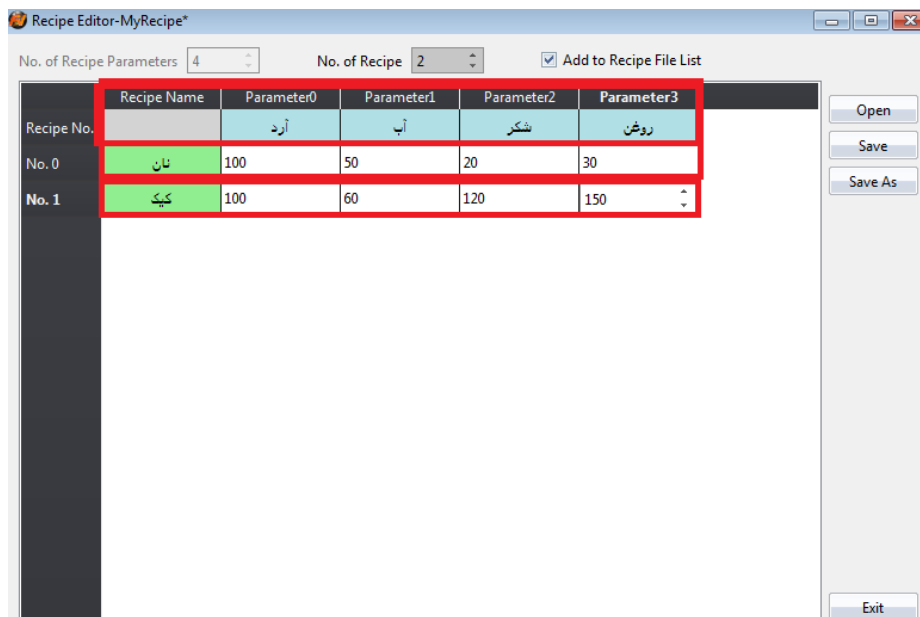 Recipe Editor-MyRecipe*
No. of Recipe Parameters 4 No. of Recipe 2 Add to Recipe File List
Recipe Name Parameter0 Parameter1 Parameter2 Parameter3
Recipe No. آرد آب شکر روغن
No. 0 نان 100 50 20 30
No. 1 کیک 100 60 120 150
Open
Save
Save As
Exit